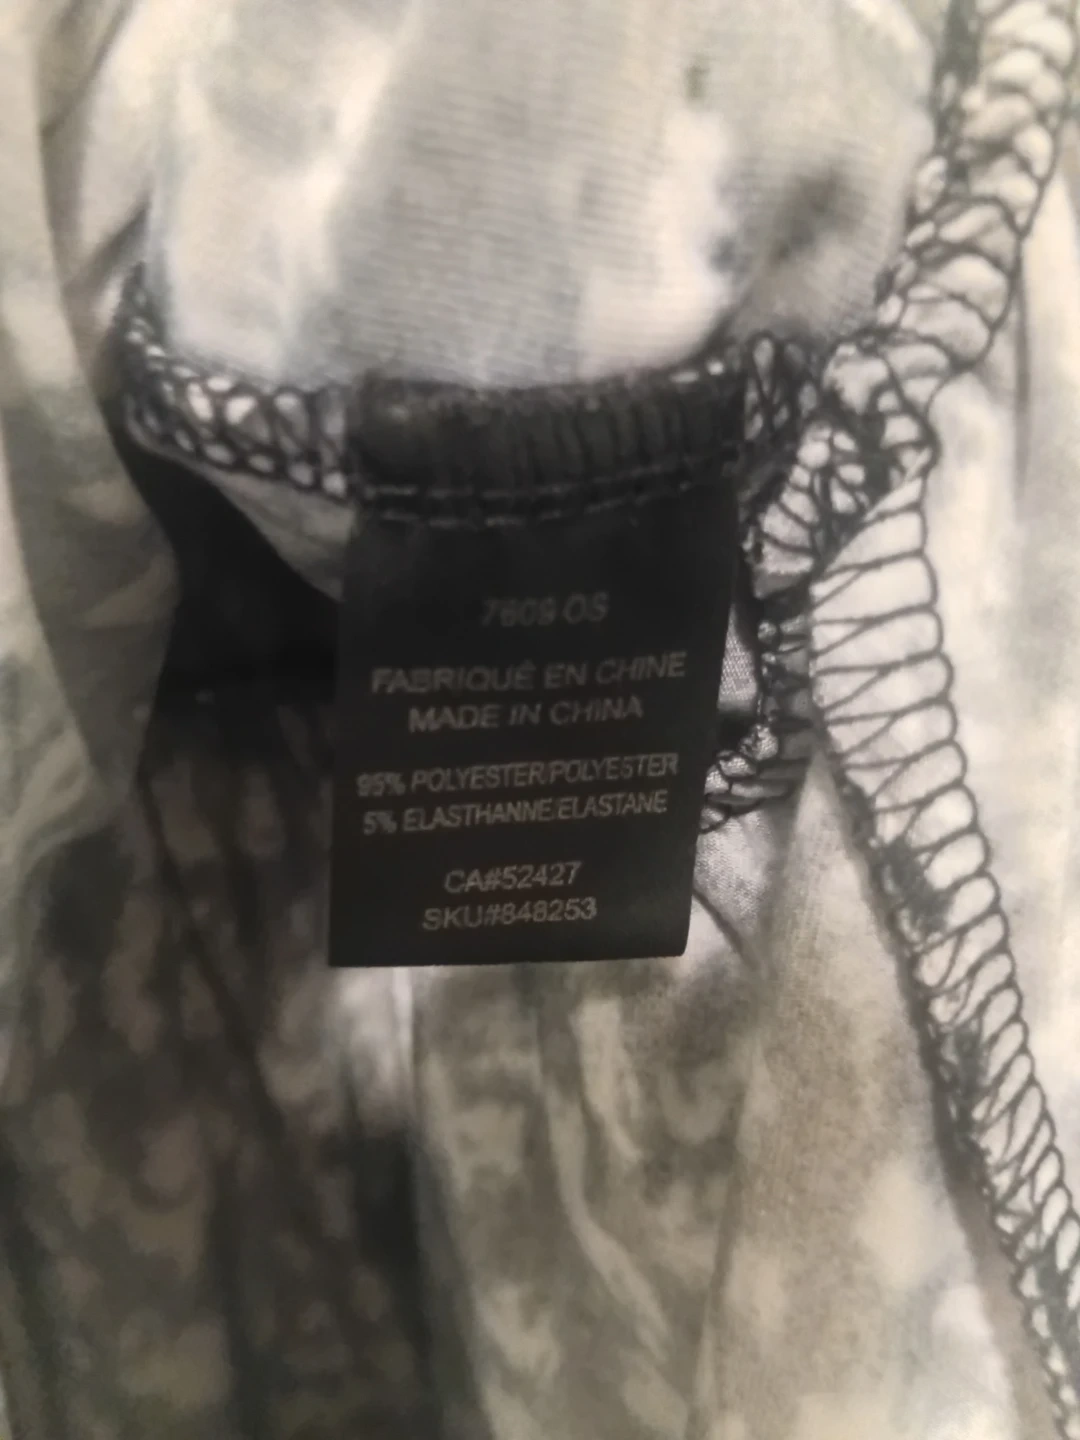 7609 OS
FABRIQUÉ EN CHINE
MADE IN CHINA
95% POLYESTER/POLYESTER
5% ELASTHANNE/ELASTANE
CA#52427
SKU#848253